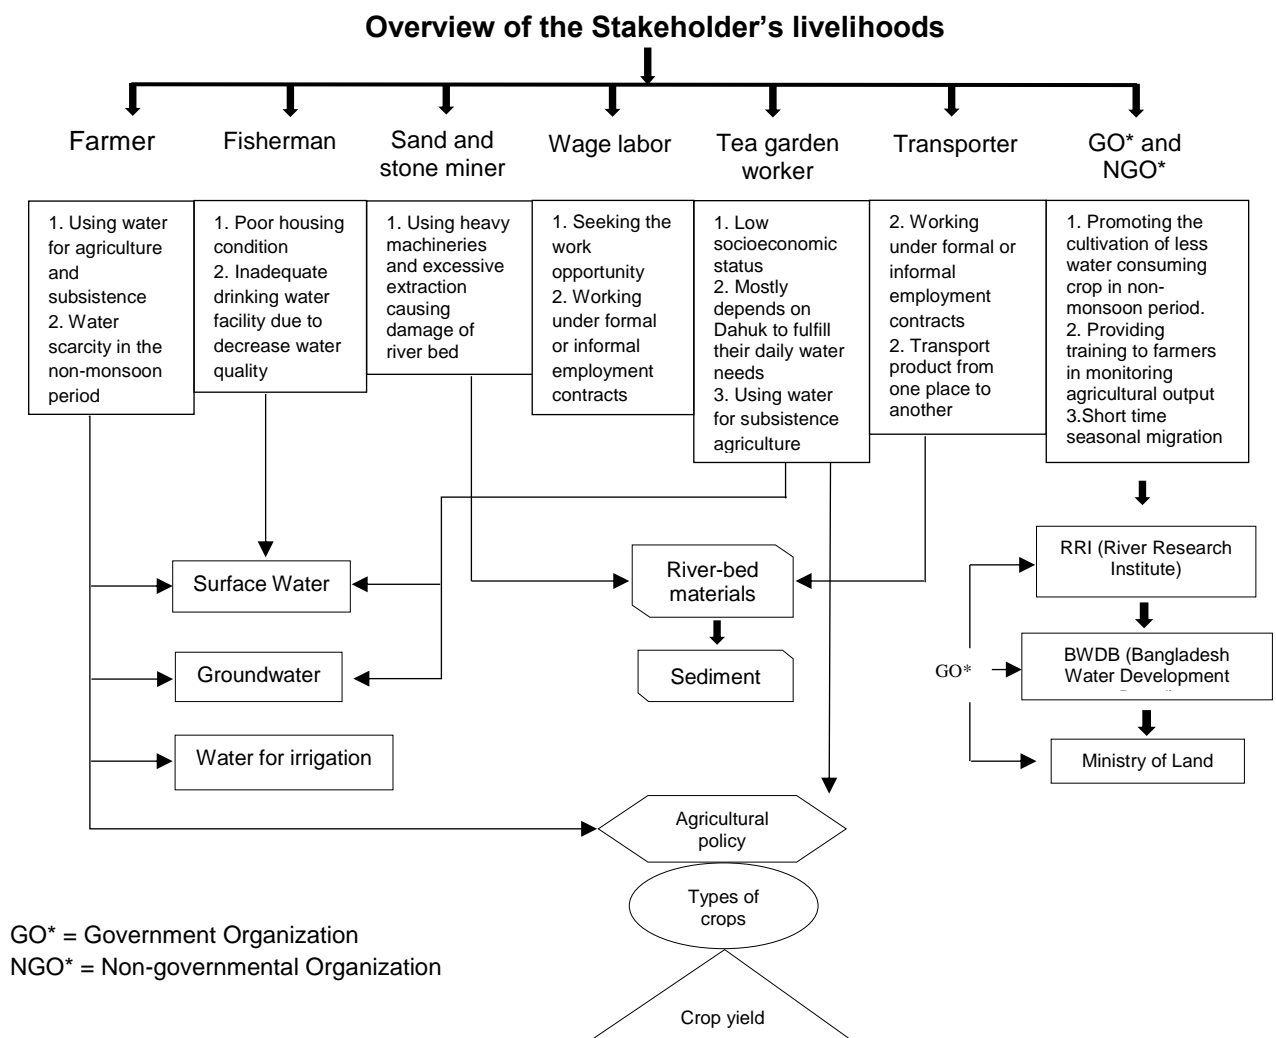 Overview of the Stakeholder's livelihoods
Farmer
Fisherman
Sand and
stone miner
Wage labor
Tea garden
worker
Transporter
GO* and
NGO*
1. Using water
for agriculture
and
subsistence
2. Water
scarcity in the
non-monsoon
period
1. Poor housing
condition
2. Inadequate
drinking water
facility due to
decrease water
quality
1. Using heavy
machineries
and excessive
extraction
causing
damage of
river bed
1. Seeking the
work
opportunity
2. Working
under formal
or informal
employment
contracts
1. Low
socioeconomic
status
2. Mostly
depends on
Dahuk to fulfill
their daily water
needs
3. Using water
for subsistence
agriculture
2. Working
under formal or
informal
employment
contracts
2. Transport
product from
one place to
another
1. Promoting the
cultivation of less
water consuming
crop in non-
monsoon period.
2. Providing
training to farmers
in monitoring
agricultural output
3.Short time
seasonal migration
Surface Water
Groundwater
Water for irrigation
River-bed
materials
Sediment
RRI (River Research
Institute)
GO*
BWDB (Bangladesh
Water Development
Ministry of Land
Agricultural
policy
Types of
crops
Crop yield
GO* = Government Organization
NGO* = Non-governmental Organization